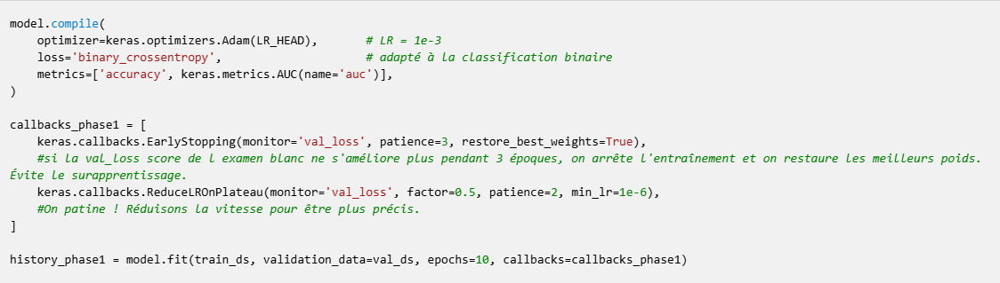 model.compile(
    optimizer=keras.optimizers.Adam(LR_HEAD),       # LR = 1e-3
    loss='binary_crossentropy',                     # adapté à la classification binaire
    metrics=['accuracy', keras.metrics.AUC(name='auc')],
)

callbacks_phase1 = [
    keras.callbacks.EarlyStopping(monitor='val_loss', patience=3, restore_best_weights=True),
    #si la val_loss score de l examen blanc ne s'améliore plus pendant 3 époques, on arrête l'entraînement et on restaure les meilleurs poids.
Évite le surapprentissage.
    keras.callbacks.ReduceLROnPlateau(monitor='val_loss', factor=0.5, patience=2, min_lr=1e-6),
    #On patine ! Réduisons la vitesse pour être plus précis.
]

history_phase1 = model.fit(train_ds, validation_data=val_ds, epochs=10, callbacks=callbacks_phase1)